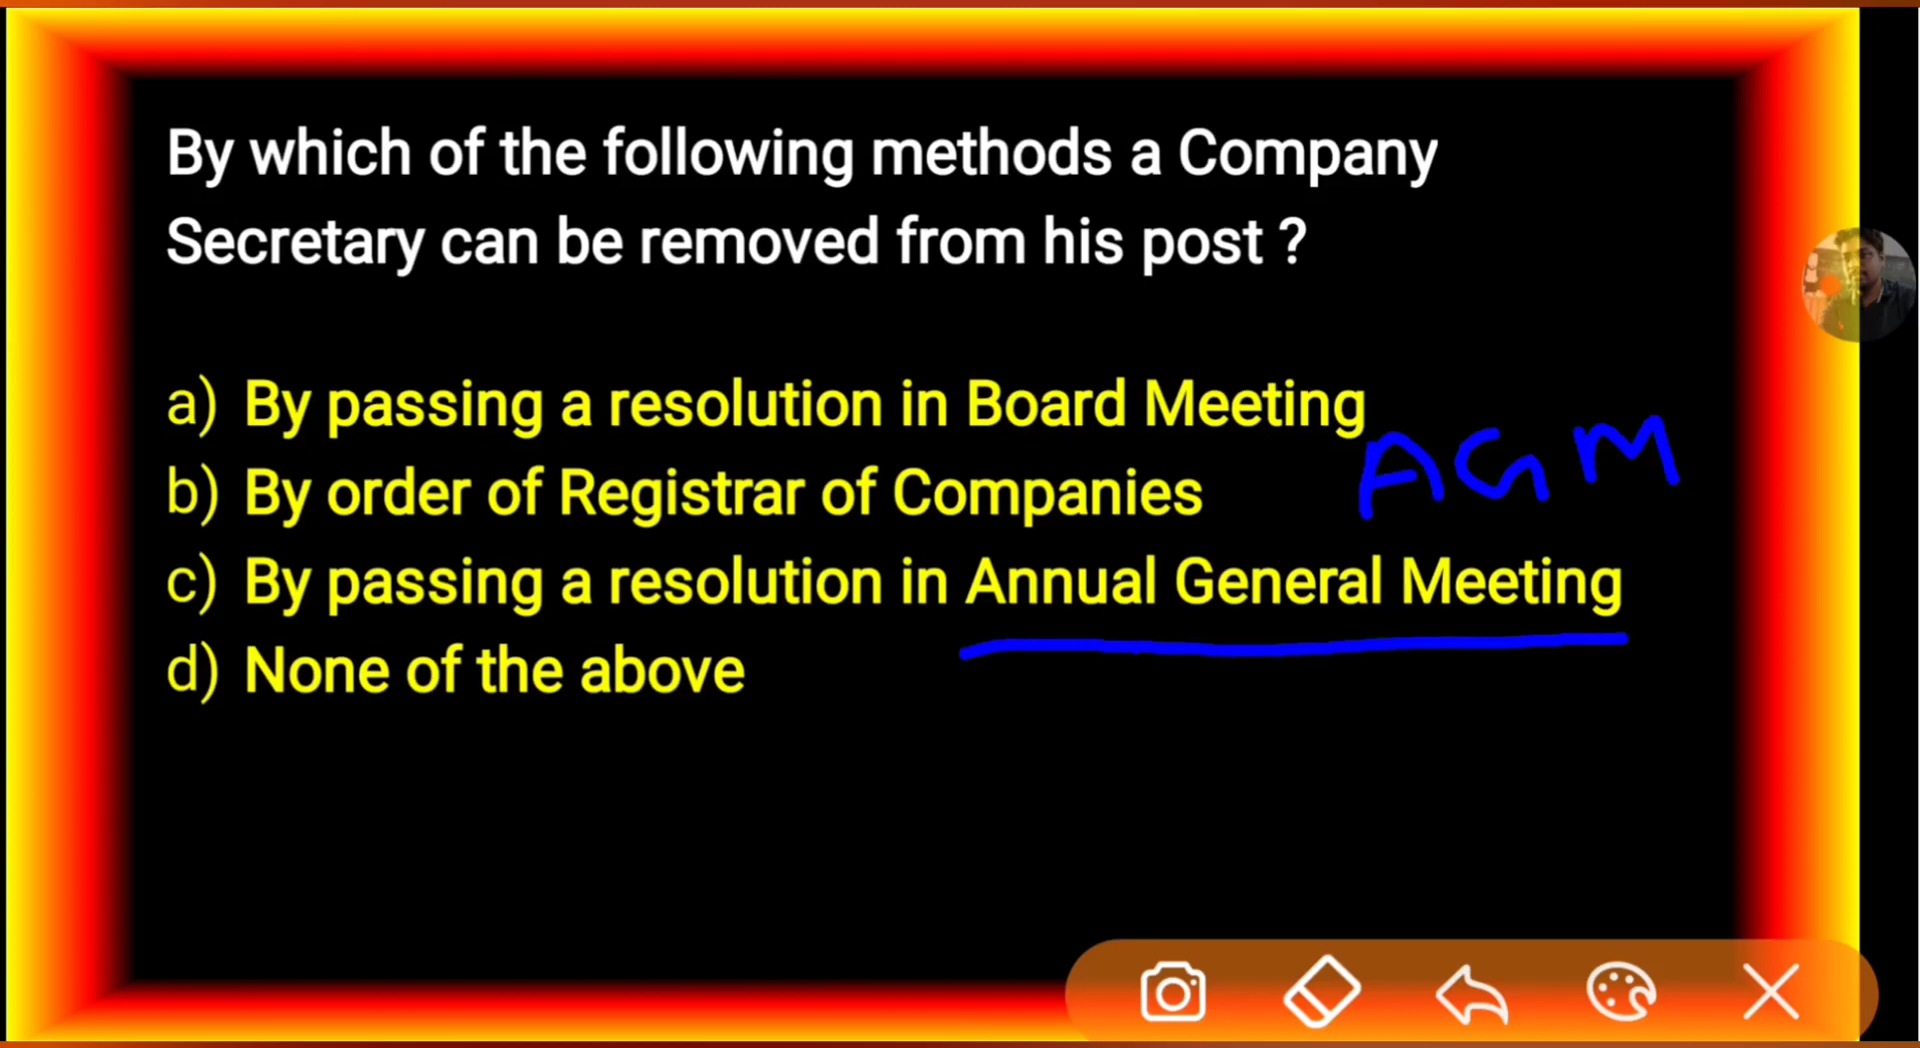 By which of the following methods a Company
Secretary can be removed from his post ?
a) By passing a resolution in Board Meeting
AGM
b) By order of Registrar of Companies
c) By passing a resolution in Annual General Meeting
d) None of the above